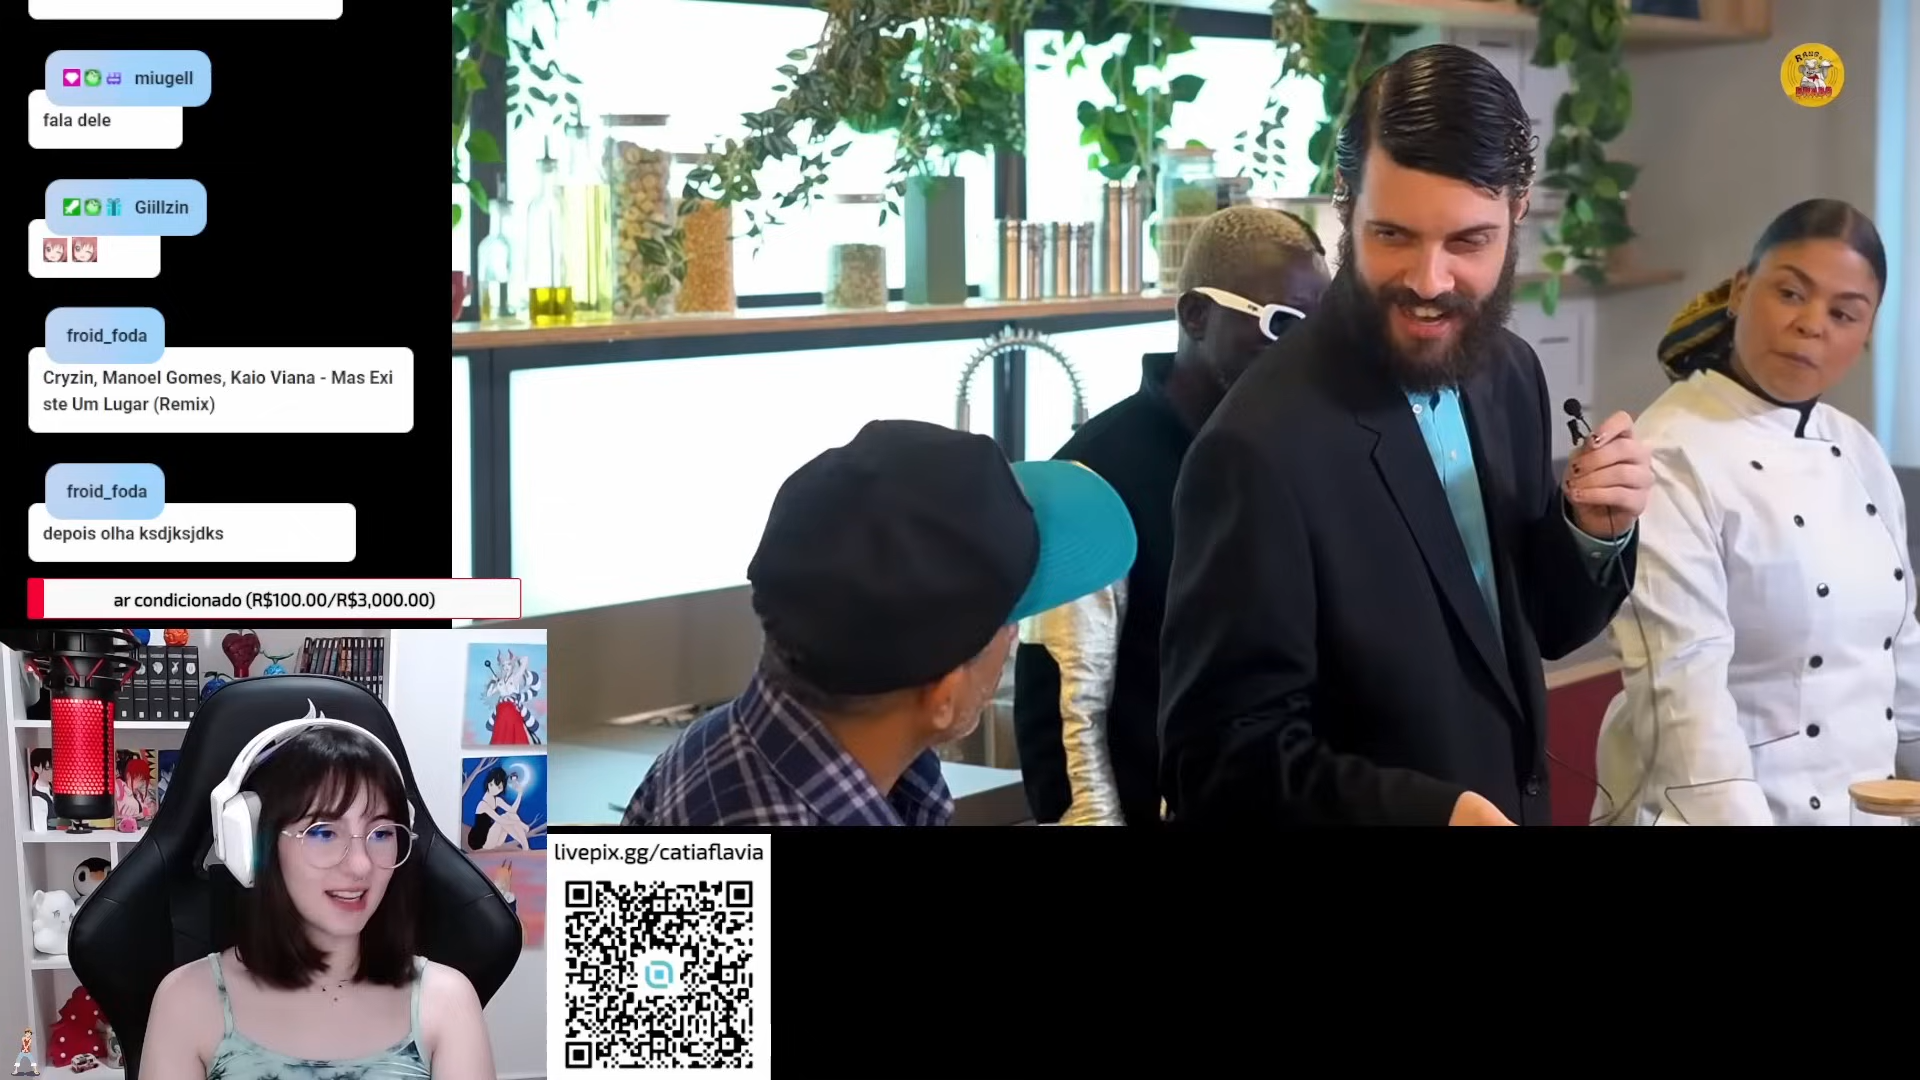 miugell
fala dele
Giillzin
froid_foda
Cryzin, Manoel Gomes, Kaio Viana - Mas Exi
ste Um Lugar (Remix)
froid_foda
depois olha ksdjksjdks
ar condicionado (R$100.00/R$3,000.00)
livepix.gg/catiaflavia